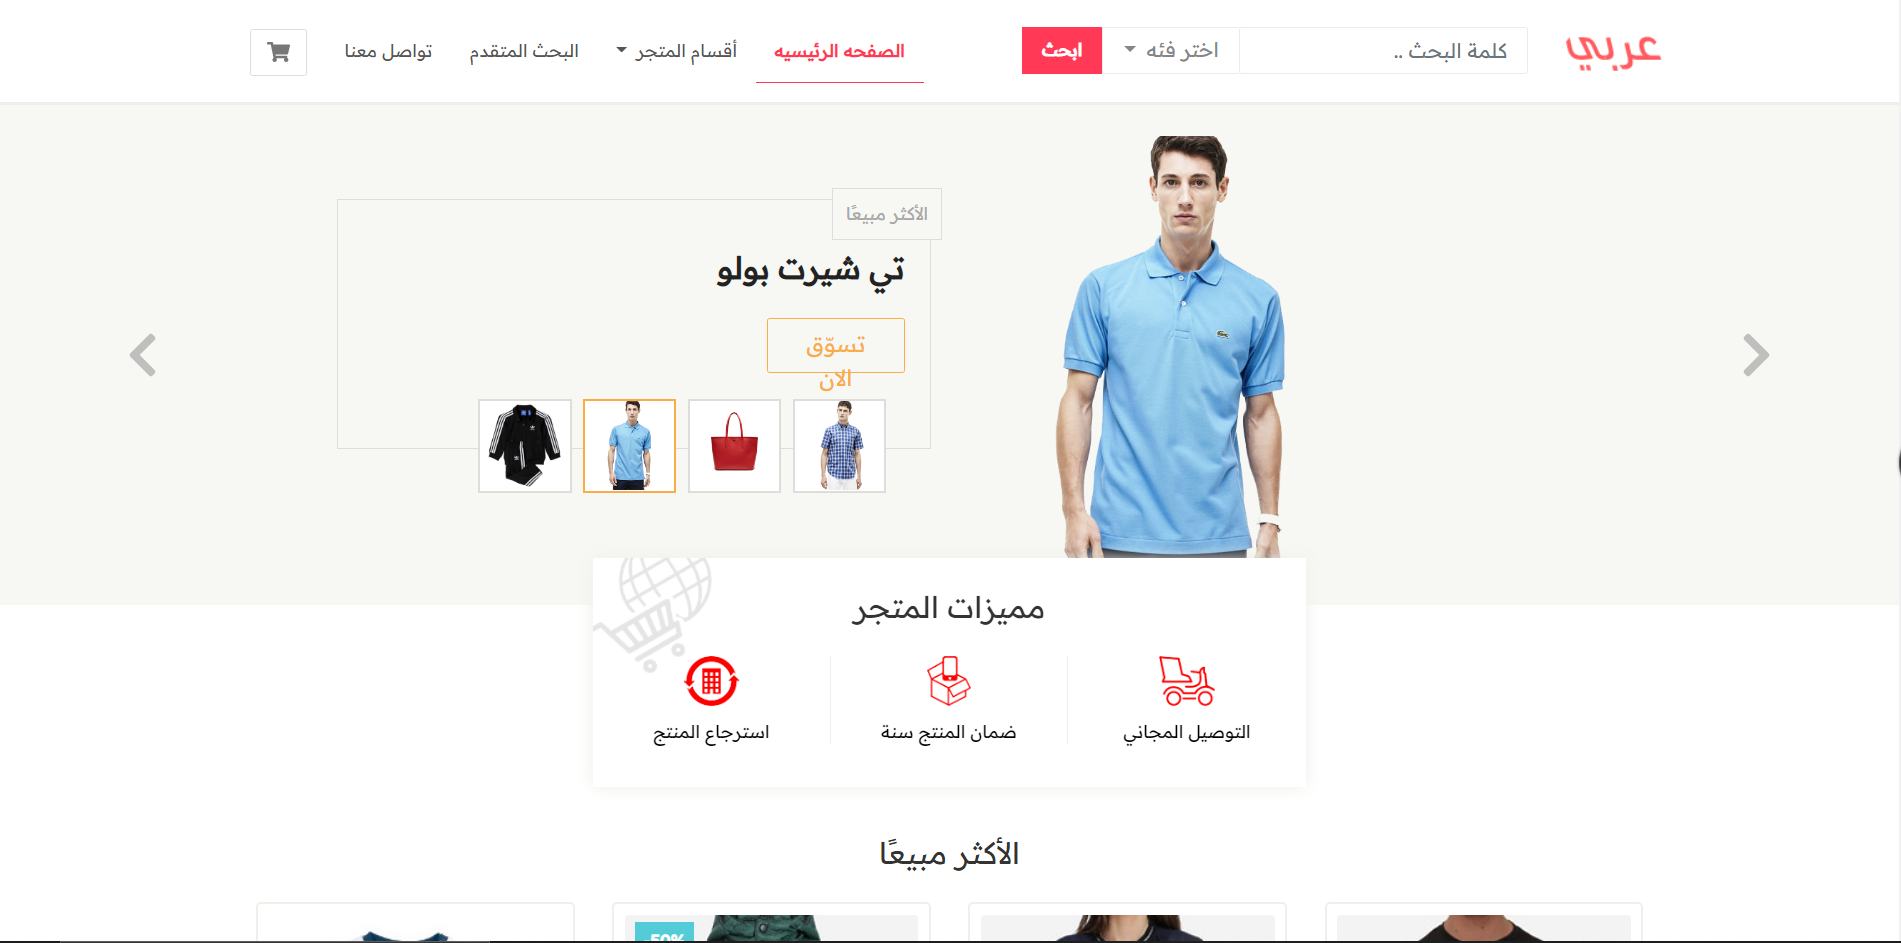 عربي
كلمة البحث ..
اختر فئه
ابحث
الصفحه الرئيسيه
أقسام المتجر
البحث المتقدم
تواصل معنا
الأكثر مبيعًا
تي شيرت بولو
تسوّق
الان
مميزات المتجر
التوصيل المجاني
ضمان المنتج سنة
استرجاع المنتج
الأكثر مبيعًا
50%